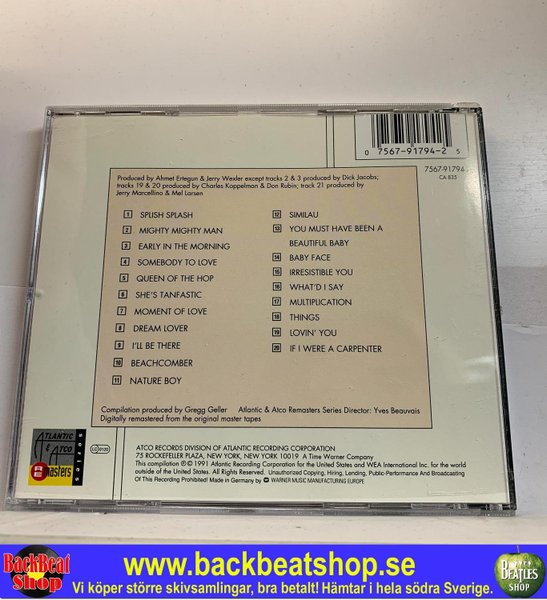 0 7567-91794-2 5
7567-91794
CA 835
Produced by Ahmet Ertegun & Jerry Wexler except tracks 2 & 3 produced by Dick Jacobs;
tracks 19 & 20 produced by Charles Koppelman & Don Rubin; track 21 produced by
Jerry Marcellino & Mel Larsen
1 SPLISH SPLASH
2 MIGHTY MIGHTY MAN
3 EARLY IN THE MORNING
4 SOMEBODY TO LOVE
5 QUEEN OF THE HOP
6 SHE'S TANFASTIC
7 MOMENT OF LOVE
8 DREAM LOVER
9 I'LL BE THERE
10 BEACHCOMBER
11 NATURE BOY
12 SIMILAU
13 YOU MUST HAVE BEEN A
BEAUTIFUL BABY
14 BABY FACE
15 IRRESISTIBLE YOU
16 WHAT'D I SAY
17 MULTIPLICATION
18 THINGS
19 LOVIN' YOU
20 IF I WERE A CARPENTER
Compilation produced by Gregg Geller Atlantic & Atco Remasters Series Director: Yves Beauvais
Digitally remastered from the original master tapes
ATLANTIC
& ATCO
remasters
series
LC 0120
ATCO RECORDS DIVISION OF ATLANTIC RECORDING CORPORATION
75 ROCKEFELLER PLAZA, NEW YORK, NEW YORK 10019 A Time Warner Company
This compilation © ℗ 1991 Atlantic Recording Corporation for the United States and WEA International Inc. for the world
outside of the United States. All Rights Reserved. Unauthorized Copying, Hiring, Lending, Public-Performance And Broadcasting
Of This Recording Prohibited! Made in Germany by WARNER MUSIC MANUFACTURING EUROPE
BackBeat
Shop
www.backbeatshop.se
Vi köper större skivsamlingar, bra betalt! Hämtar i hela södra Sverige.
BEATLES
SHOP